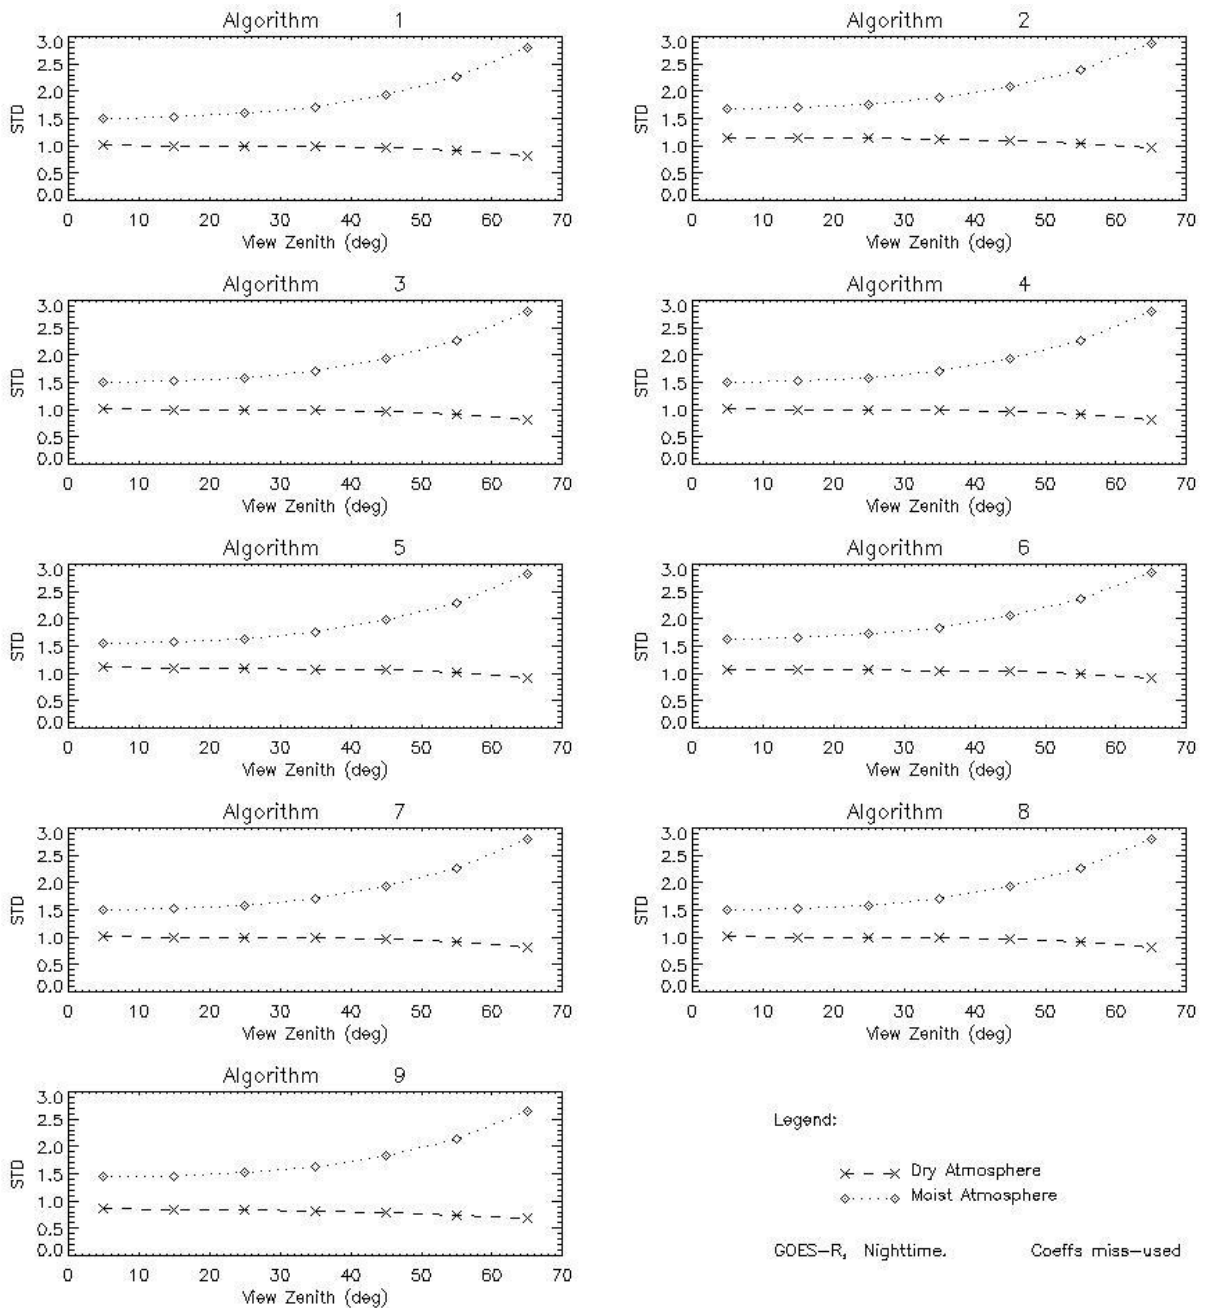 Algorithm 1
Algorithm 2
3.0
2.5
2.0
1.5
1.0
0.5
0.0
STD
0 10 20 30 40 50 60 70
View Zenith (deg)
3.0
2.5
2.0
1.5
1.0
0.5
0.0
STD
0 10 20 30 40 50 60 70
View Zenith (deg)
Algorithm 3
Algorithm 4
3.0
2.5
2.0
1.5
1.0
0.5
0.0
STD
0 10 20 30 40 50 60 70
View Zenith (deg)
3.0
2.5
2.0
1.5
1.0
0.5
0.0
STD
0 10 20 30 40 50 60 70
View Zenith (deg)
Algorithm 5
Algorithm 6
3.0
2.5
2.0
1.5
1.0
0.5
0.0
STD
0 10 20 30 40 50 60 70
View Zenith (deg)
3.0
2.5
2.0
1.5
1.0
0.5
0.0
STD
0 10 20 30 40 50 60 70
View Zenith (deg)
Algorithm 7
Algorithm 8
3.0
2.5
2.0
1.5
1.0
0.5
0.0
STD
0 10 20 30 40 50 60 70
View Zenith (deg)
3.0
2.5
2.0
1.5
1.0
0.5
0.0
STD
0 10 20 30 40 50 60 70
View Zenith (deg)
Algorithm 9
3.0
2.5
2.0
1.5
1.0
0.5
0.0
STD
0 10 20 30 40 50 60 70
View Zenith (deg)
Legend:
Dry Atmosphere
Moist Atmosphere
GOES-R, Nighttime. Coeffs miss-used